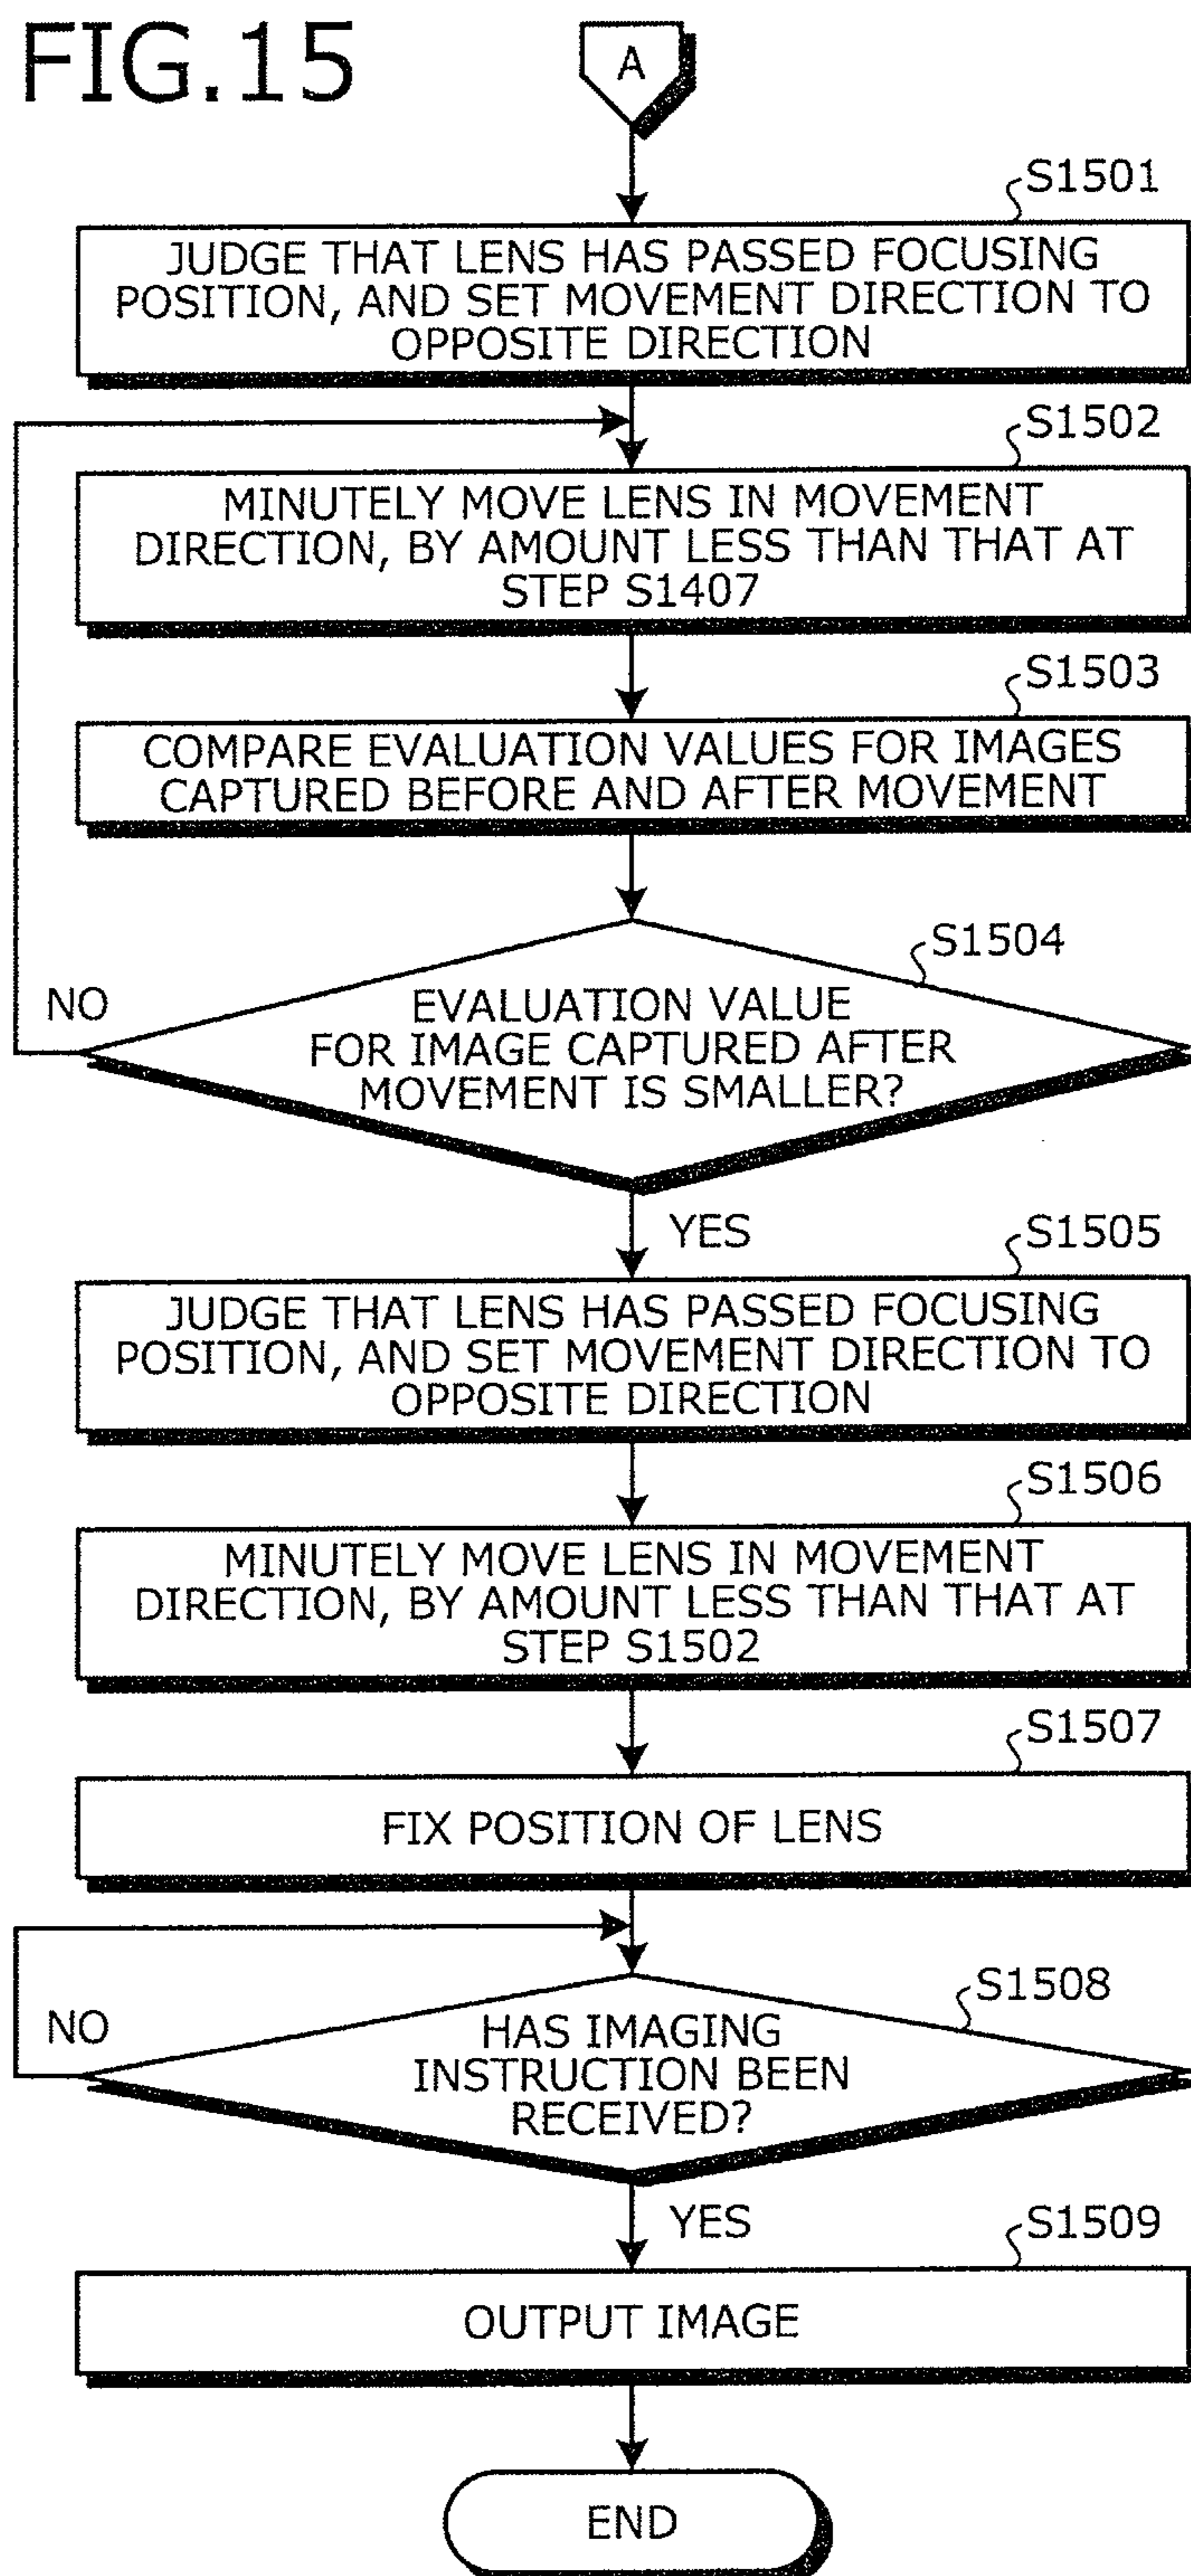 FIG.15
A
S1501
JUDGE THAT LENS HAS PASSED FOCUSING
POSITION, AND SET MOVEMENT DIRECTION TO
OPPOSITE DIRECTION
S1502
MINUTELY MOVE LENS IN MOVEMENT
DIRECTION, BY AMOUNT LESS THAN THAT AT
STEP S1407
S1503
COMPARE EVALUATION VALUES FOR IMAGES
CAPTURED BEFORE AND AFTER MOVEMENT
S1504
NO
EVALUATION VALUE
FOR IMAGE CAPTURED AFTER
MOVEMENT IS SMALLER?
YES
S1505
JUDGE THAT LENS HAS PASSED FOCUSING
POSITION, AND SET MOVEMENT DIRECTION TO
OPPOSITE DIRECTION
S1506
MINUTELY MOVE LENS IN MOVEMENT
DIRECTION, BY AMOUNT LESS THAN THAT AT
STEP S1502
S1507
FIX POSITION OF LENS
S1508
NO
HAS IMAGING
INSTRUCTION BEEN
RECEIVED?
YES
S1509
OUTPUT IMAGE
END